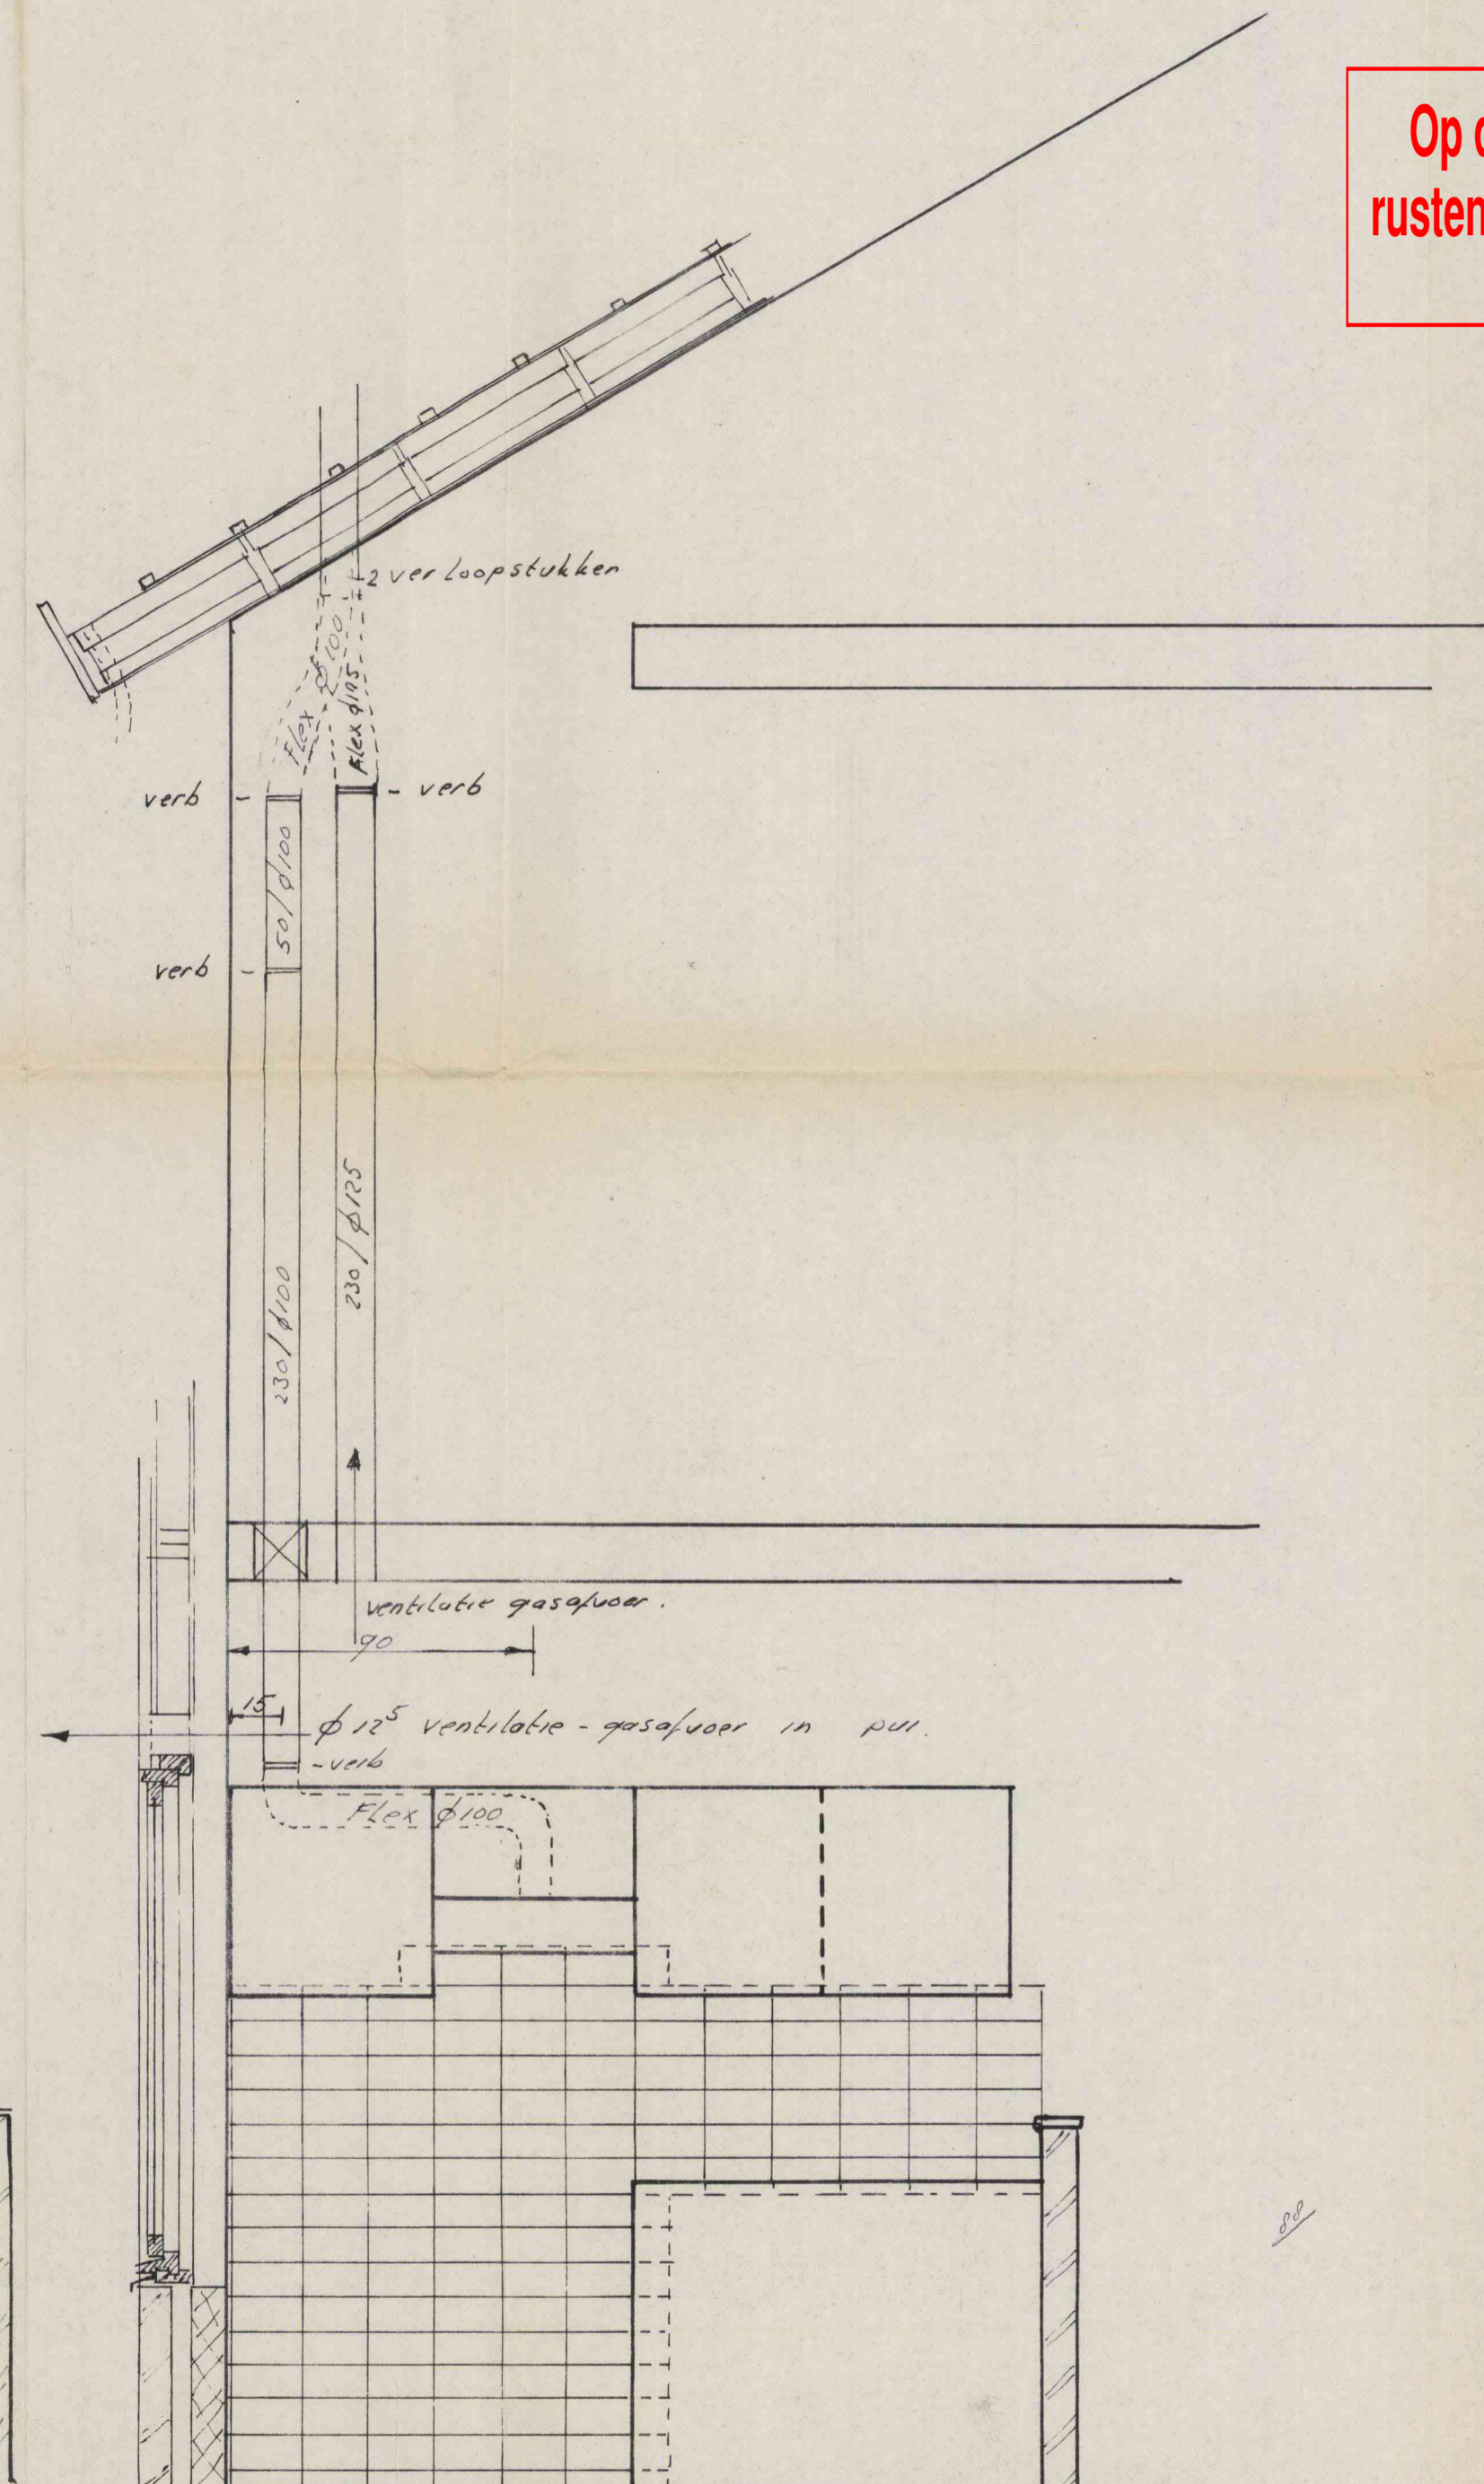 Op
rusten
2 verloopstukken
Flex ø100
Flex ø125
verb
verb
50/ø100
verb
230/ø125
230/ø100
ventilatie gasafvoer.
90
15
ø 12⁵ ventilatie - gasafvoer in pui.
-verb
Flex ø100
88